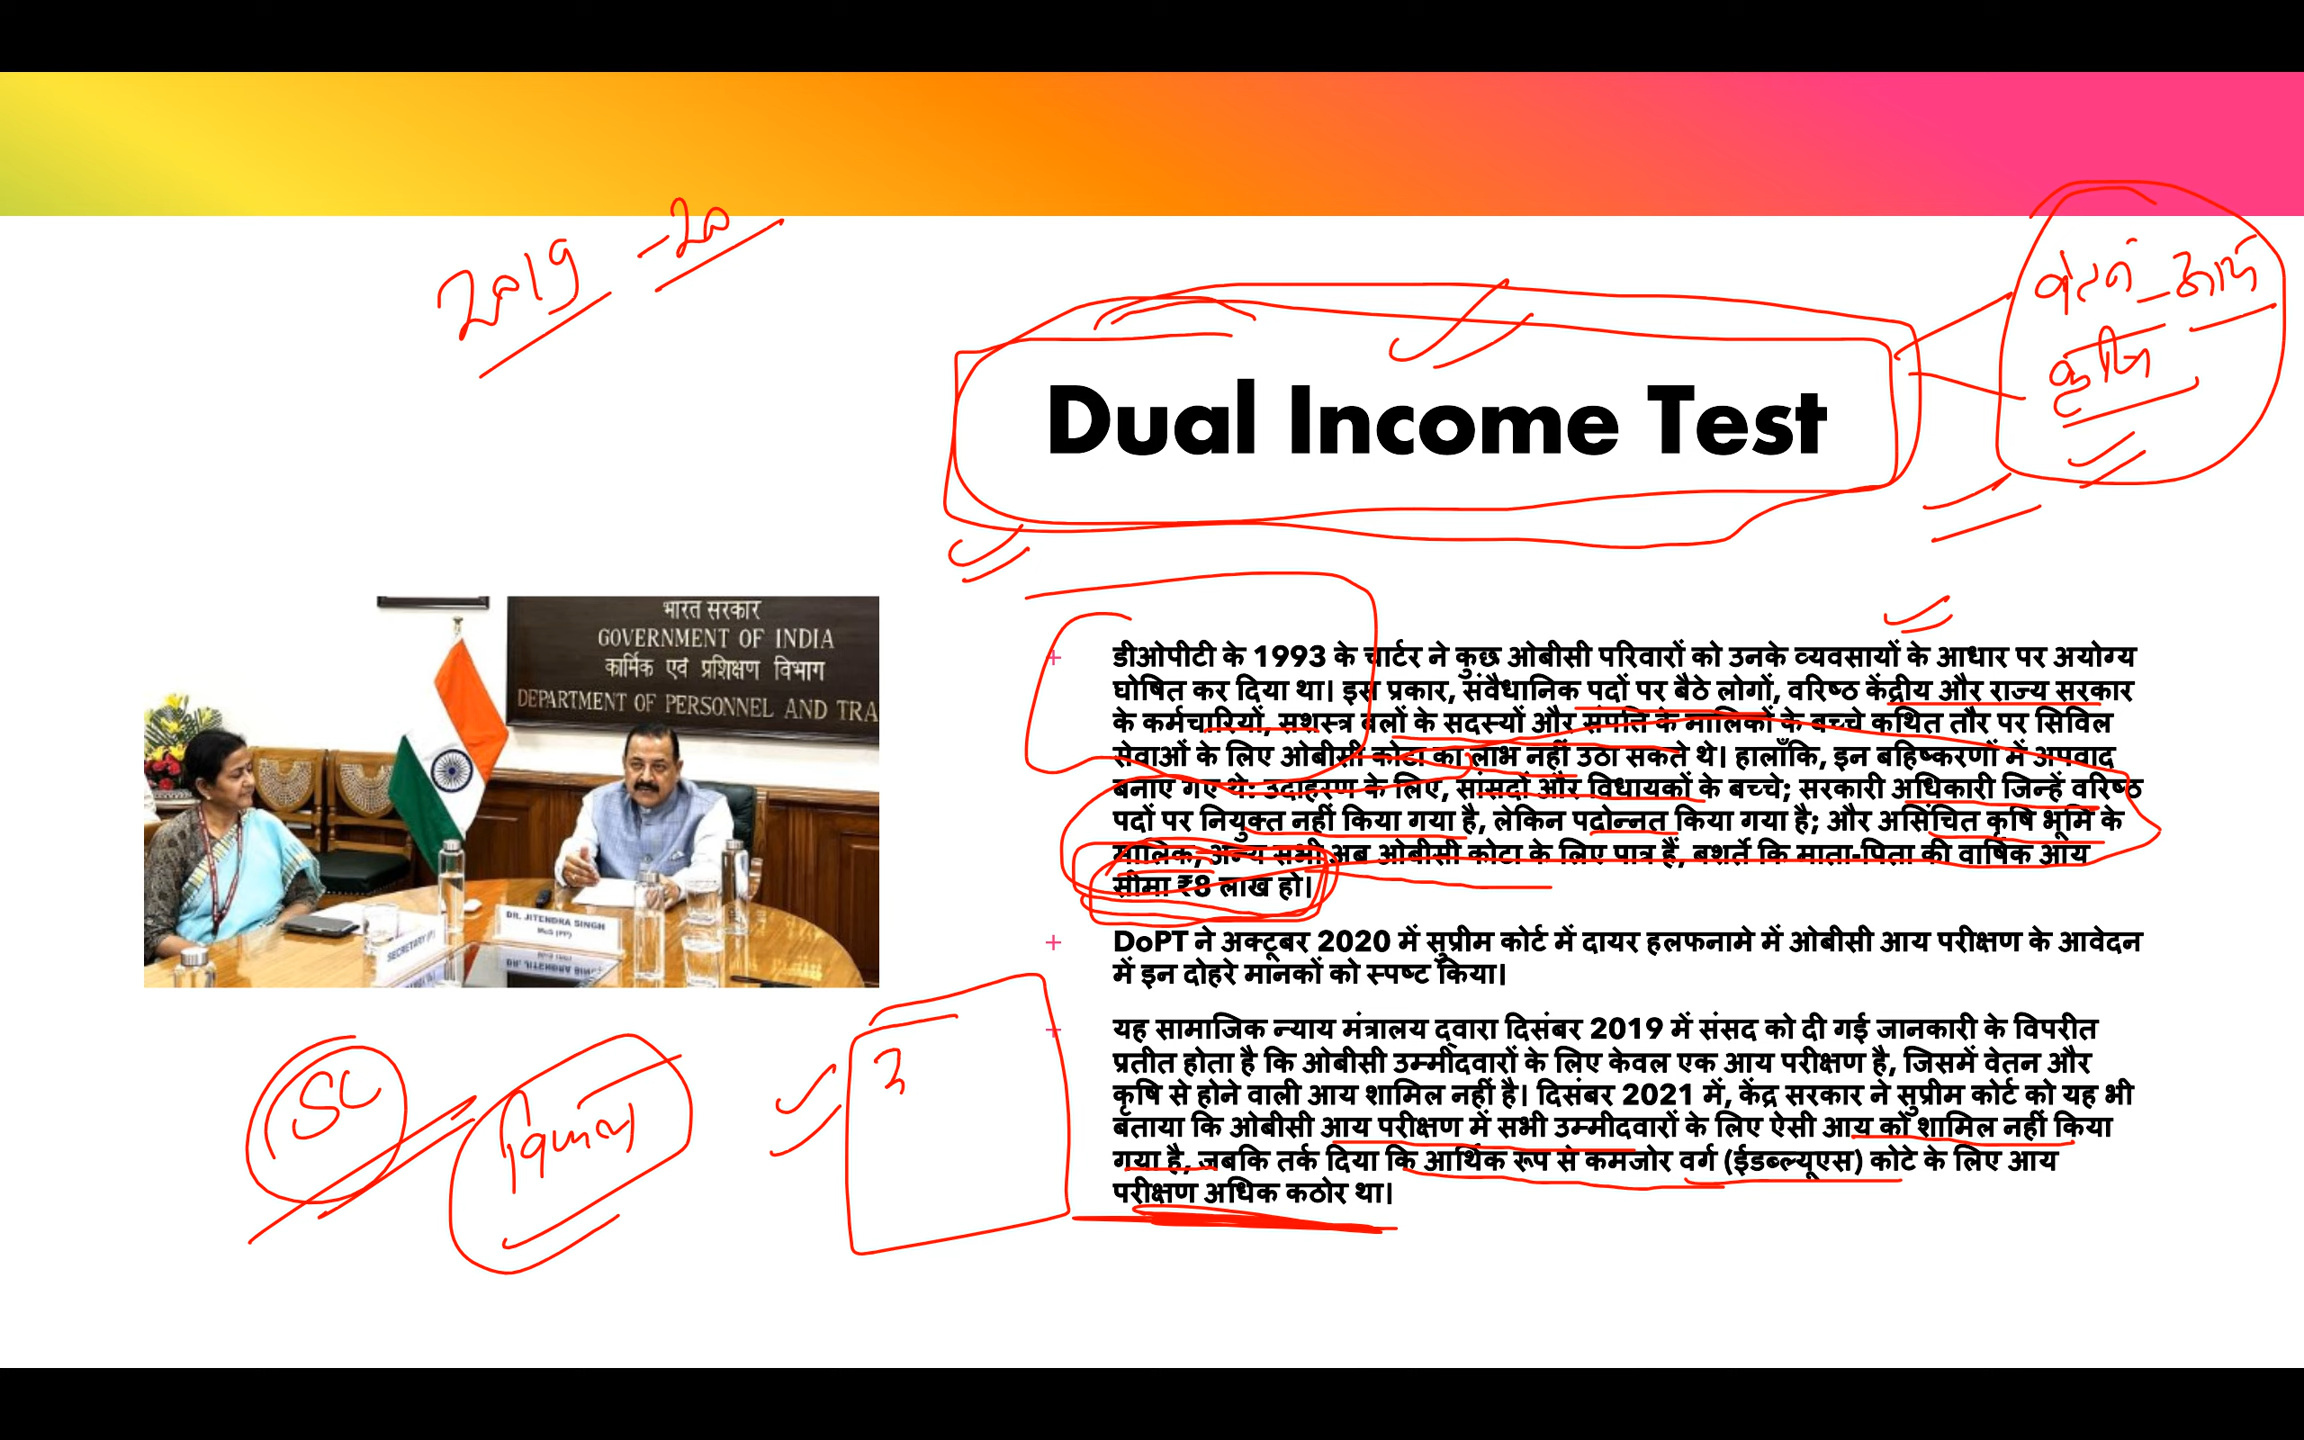 2019 -20
वेतन - आय
कृषि
Dual Income Test
भारत सरकार
GOVERNMENT OF INDIA
कार्मिक एवं प्रशिक्षण विभाग
DEPARTMENT OF PERSONNEL AND TRA
SECRETARY (P)
DR. JITENDRA SINGH
MoS (PP)
डीओपीटी के 1993 के चार्टर ने कुछ ओबीसी परिवारों को उनके व्यवसायों के आधार पर अयोग्य
घोषित कर दिया था। इस प्रकार, संवैधानिक पदों पर बैठे लोगों, वरिष्ठ केंद्रीय और राज्य सरकार
के कर्मचारियों, सशस्त्र बलों के सदस्यों और संपत्ति के मालिकों के बच्चे कथित तौर पर सिविल
सेवाओं के लिए ओबीसी कोटा का लाभ नहीं उठा सकते थे। हालाँकि, इन बहिष्करणों में अपवाद
बनाए गए थे: उदाहरण के लिए, सांसदों और विधायकों के बच्चे; सरकारी अधिकारी जिन्हें वरिष्ठ
पदों पर नियुक्त नहीं किया गया है, लेकिन पदोन्नत किया गया है; और असिंचित कृषि भूमि के
मालिक, अन्य सभी अब ओबीसी कोटा के लिए पात्र हैं, बशर्ते कि माता-पिता की वार्षिक आय
सीमा ₹8 लाख हो।
DoPT ने अक्टूबर 2020 में सुप्रीम कोर्ट में दायर हलफनामे में ओबीसी आय परीक्षण के आवेदन
में इन दोहरे मानकों को स्पष्ट किया।
यह सामाजिक न्याय मंत्रालय द्वारा दिसंबर 2019 में संसद को दी गई जानकारी के विपरीत
प्रतीत होता है कि ओबीसी उम्मीदवारों के लिए केवल एक आय परीक्षण है, जिसमें वेतन और
कृषि से होने वाली आय शामिल नहीं है। दिसंबर 2021 में, केंद्र सरकार ने सुप्रीम कोर्ट को यह भी
बताया कि ओबीसी आय परीक्षण में सभी उम्मीदवारों के लिए ऐसी आय को शामिल नहीं किया
गया है, जबकि तर्क दिया कि आर्थिक रूप से कमजोर वर्ग (ईडब्ल्यूएस) कोटे के लिए आय
परीक्षण अधिक कठोर था।
SC